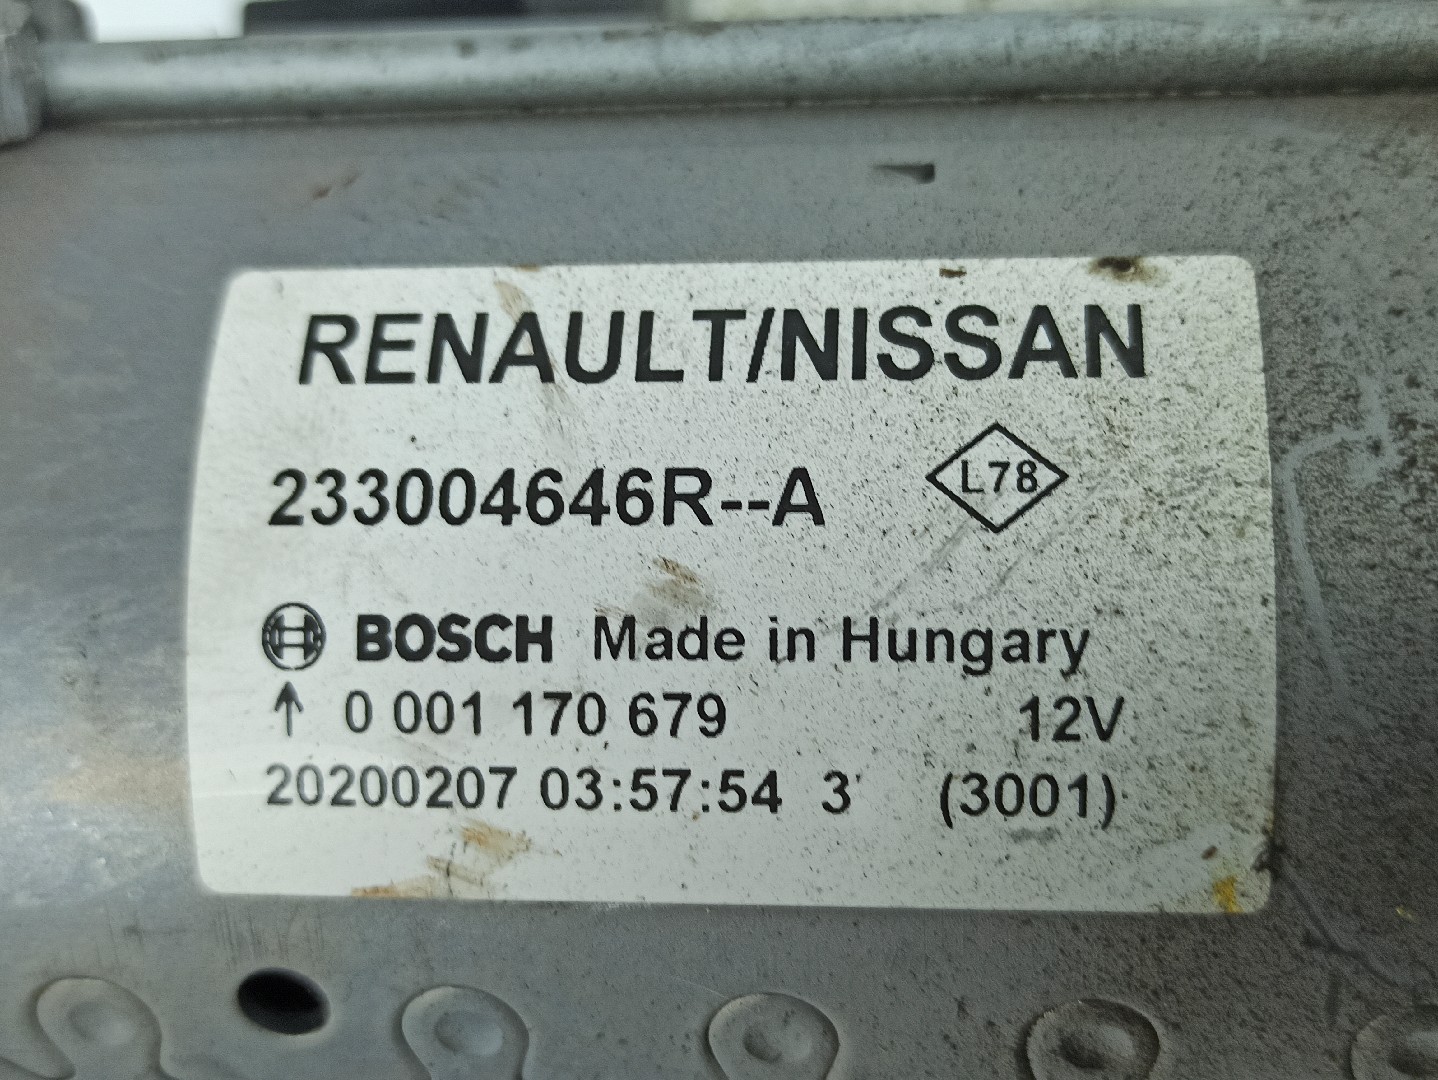 RENAULT/NISSAN
233004646R--A L78
BOSCH Made in Hungary
↑ 0 001 170 679 12V
20200207 03:57:54 3 (3001)